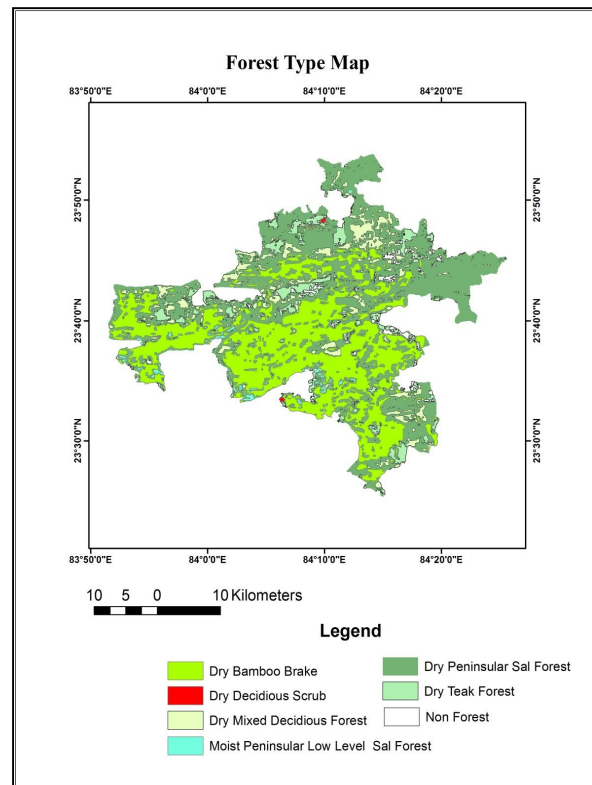 Forest Type Map
83°50'0"E 84°0'0"E 84°10'0"E 84°20'0"E
23°50'0"N 23°50'0"N
23°40'0"N 23°40'0"N
23°30'0"N 23°30'0"N
83°50'0"E 84°0'0"E 84°10'0"E 84°20'0"E
10 5 0 10 Kilometers
Legend
Dry Bamboo Brake
Dry Decidious Scrub
Dry Mixed Decidious Forest
Moist Peninsular Low Level Sal Forest
Dry Peninsular Sal Forest
Dry Teak Forest
Non Forest